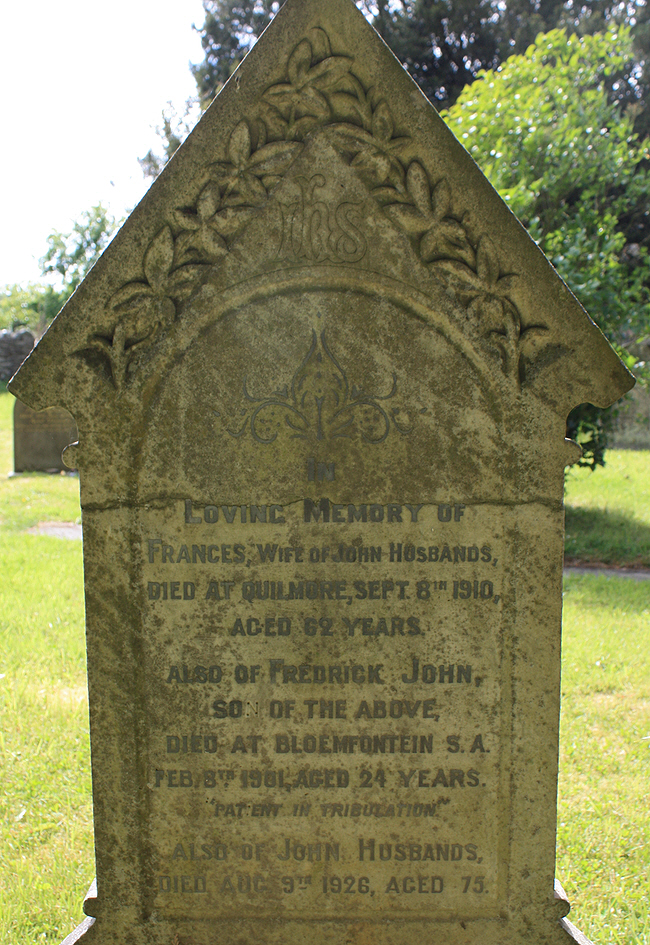 IHS
IN
LOVING MEMORY OF
FRANCES, WIFE OF JOHN HUSBANDS,
DIED AT QUILMORE, SEPT. 8TH 1910,
AGED 62 YEARS.
ALSO OF FREDRICK JOHN,
SON OF THE ABOVE,
DIED AT BLOEMFONTEIN S.A.
FEB, 8TH 1901, AGED 24 YEARS.
"PATIENT IN TRIBULATION."
ALSO OF JOHN HUSBANDS,
DIED AUG 9TH 1926, AGED 75.